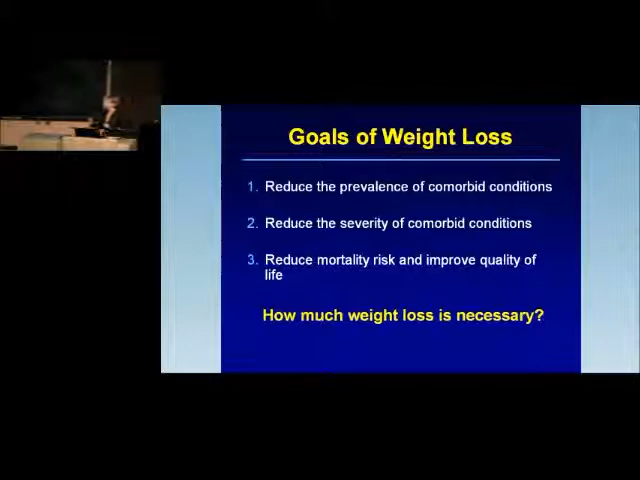 Goals of Weight Loss
1. Reduce the prevalence of comorbid conditions
2. Reduce the severity of comorbid conditions
3. Reduce mortality risk and improve quality of
life
How much weight loss is necessary?